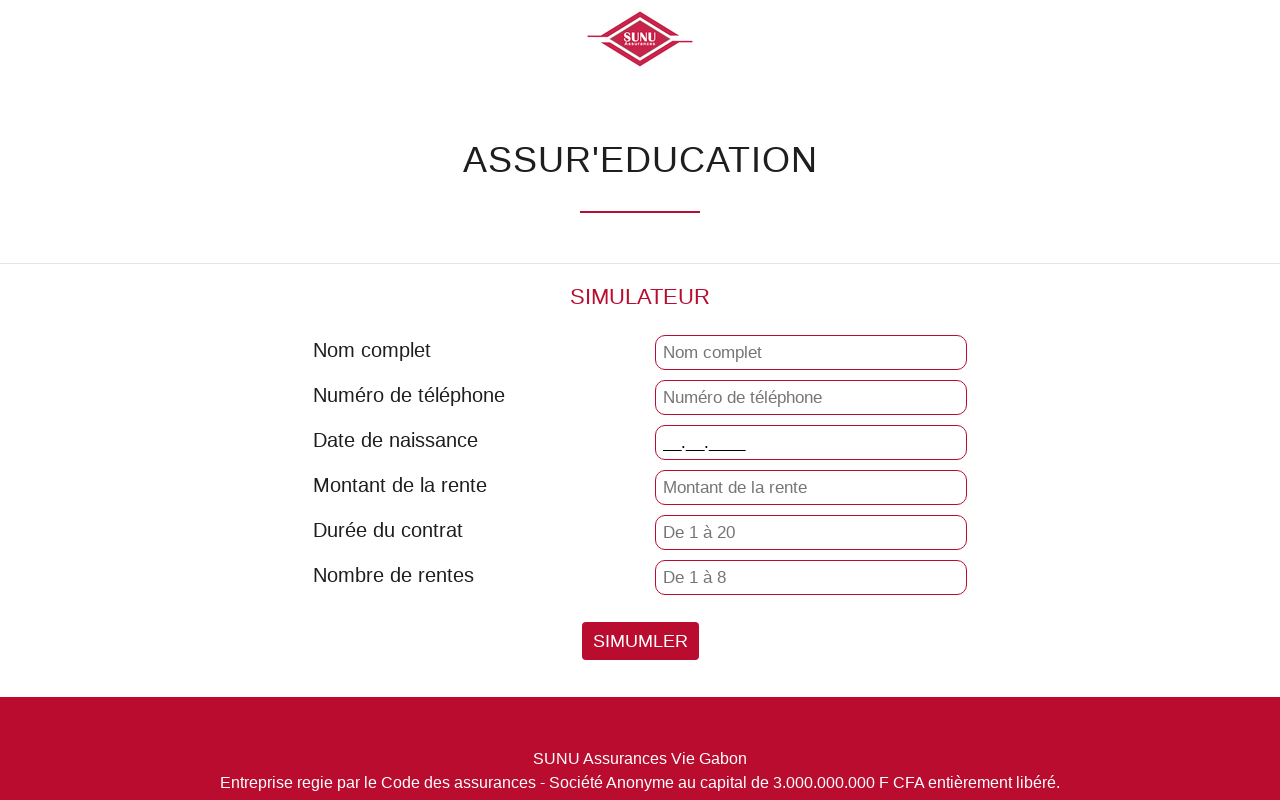 SUNU
Assurances
ASSUR'EDUCATION
SIMULATEUR
Nom complet
Nom complet
Numéro de téléphone
Numéro de téléphone
Date de naissance
__.__.____
Montant de la rente
Montant de la rente
Durée du contrat
De 1 à 20
Nombre de rentes
De 1 à 8
SIMUMLER
SUNU Assurances Vie Gabon
Entreprise regie par le Code des assurances - Société Anonyme au capital de 3.000.000.000 F CFA entièrement libéré.